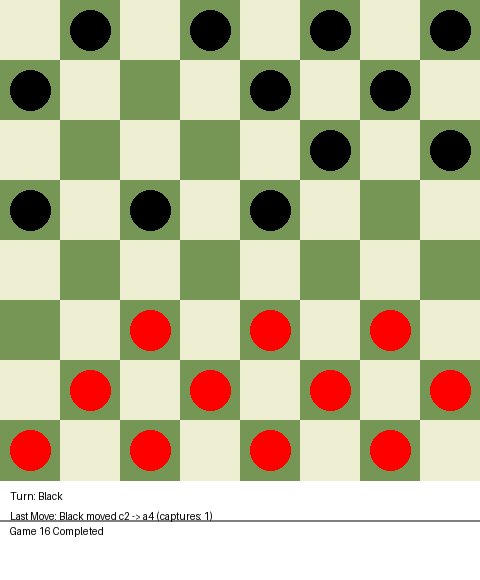 Turn: Black
Last Move: Black moved c2 -> a4 (captures: 1)
Game 16 Completed